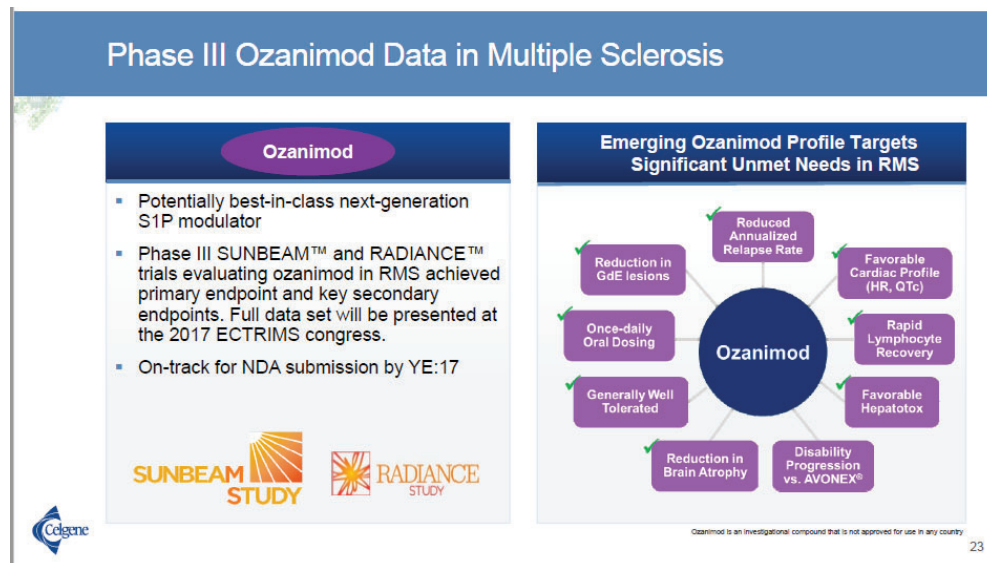 Phase III Ozanimod Data in Multiple Sclerosis
Ozanimod
▪ Potentially best-in-class next-generation
S1P modulator
▪ Phase III SUNBEAM™ and RADIANCE™
trials evaluating ozanimod in RMS achieved
primary endpoint and key secondary
endpoints. Full data set will be presented at
the 2017 ECTRIMS congress.
▪ On-track for NDA submission by YE:17
SUNBEAM
STUDY
RADIANCE
STUDY
Emerging Ozanimod Profile Targets
Significant Unmet Needs in RMS
Reduced
Annualized
Relapse Rate
Favorable
Cardiac Profile
(HR, QTc)
Rapid
Lymphocyte
Recovery
Favorable
Hepatotox
Disability
Progression
vs. AVONEX®
Reduction in
Brain Atrophy
Generally Well
Tolerated
Once-daily
Oral Dosing
Reduction in
GdE lesions
Ozanimod
Celgene
Ozanimod is an investigational compound that is not approved for use in any country
23